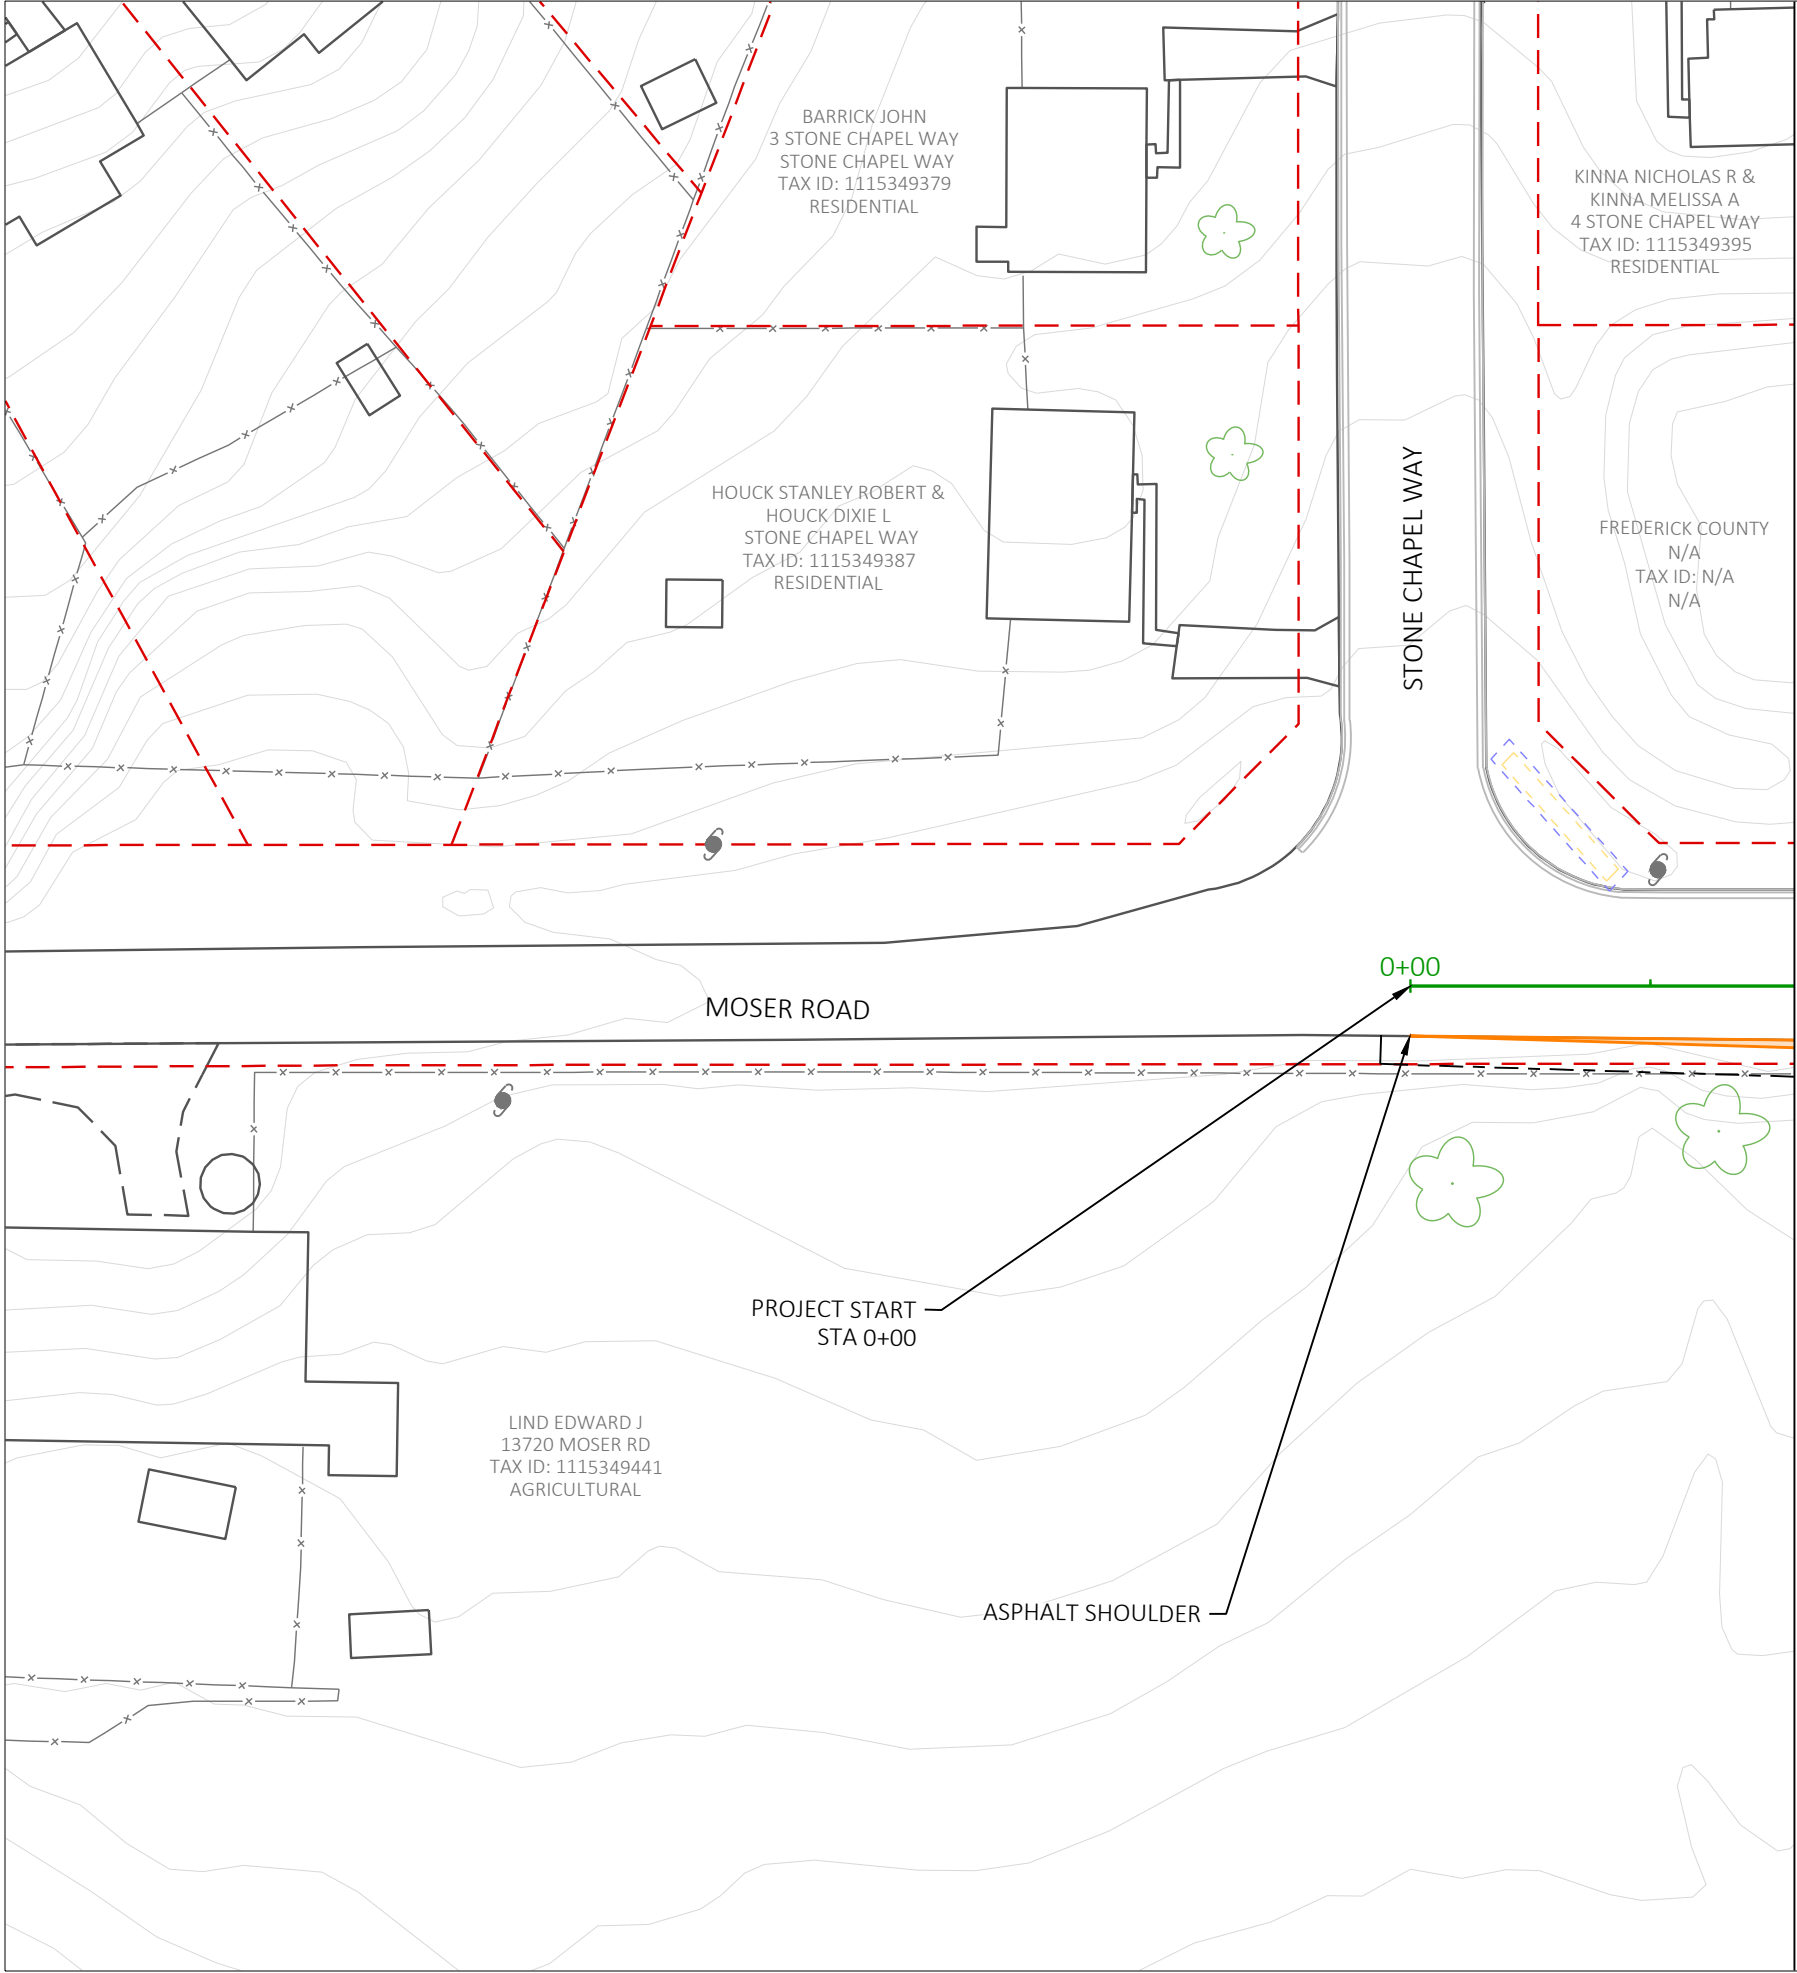 BARRICK JOHN
3 STONE CHAPEL WAY
STONE CHAPEL WAY
TAX ID: 1115349379
RESIDENTIAL
KINNA NICHOLAS R &
KINNA MELISSA A
4 STONE CHAPEL WAY
TAX ID: 1115349395
RESIDENTIAL
HOUCK STANLEY ROBERT &
HOUCK DIXIE L
STONE CHAPEL WAY
TAX ID: 1115349387
RESIDENTIAL
STONE CHAPEL WAY
FREDERICK COUNTY
N/A
TAX ID: N/A
N/A
0+00
MOSER ROAD
PROJECT START
STA 0+00
LIND EDWARD J
13720 MOSER RD
TAX ID: 1115349441
AGRICULTURAL
ASPHALT SHOULDER